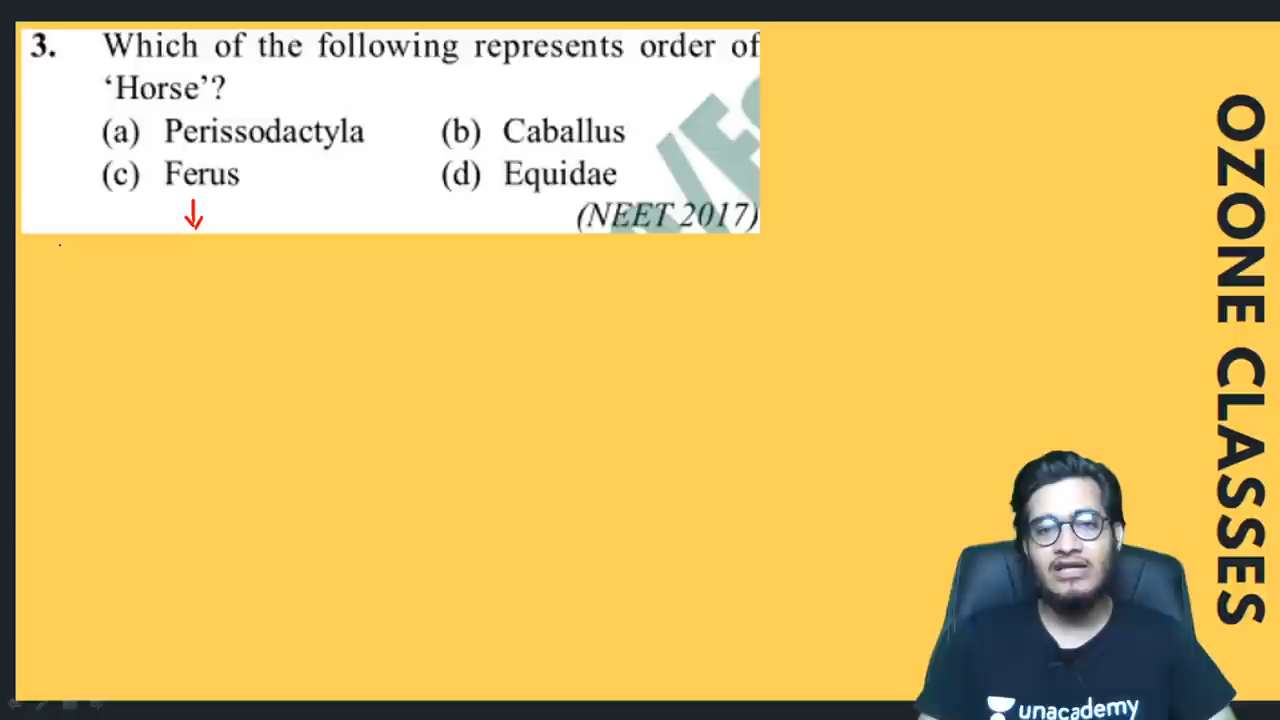 3. Which of the following represents order of
‘Horse’?
(a) Perissodactyla (b) Caballus
(c) Ferus (d) Equidae
(NEET 2017)
OZONE CLASSES
unacademy